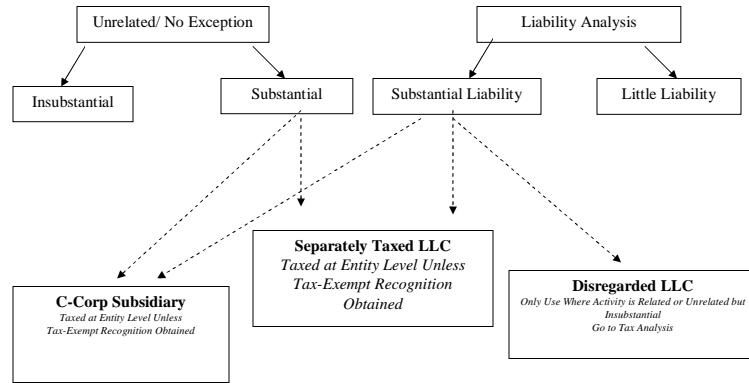 Unrelated/ No Exception
Liability Analysis
Insubstantial
Substantial
Substantial Liability
Little Liability
Separately Taxed LLC
Taxed at Entity Level Unless
Tax-Exempt Recognition
Obtained
C-Corp Subsidiary
Taxed at Entity Level Unless
Tax-Exempt Recognition Obtained
Disregarded LLC
Only Use Where Activity is Related or Unrelated but
Insubstantial
Go to Tax Analysis